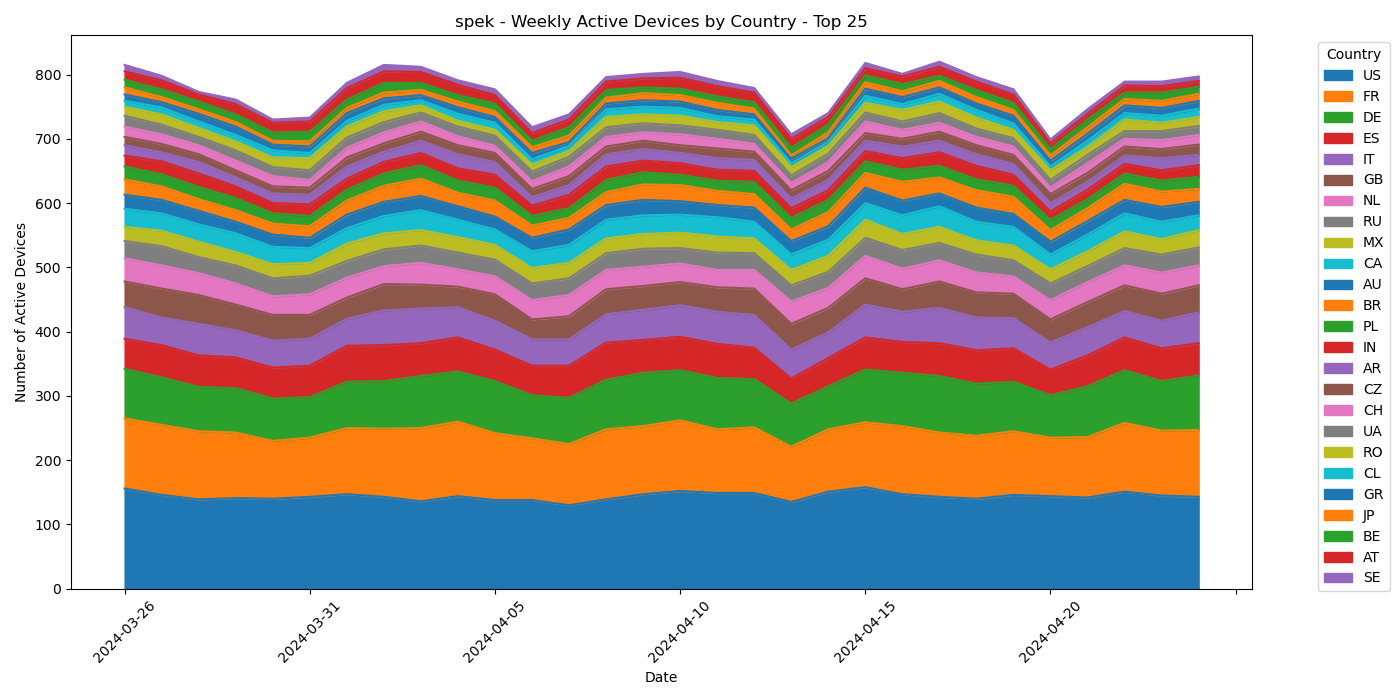 spek - Weekly Active Devices by Country - Top 25
Number of Active Devices
800
700
600
500
400
300
200
100
0
2024-03-26
2024-03-31
2024-04-05
2024-04-10
2024-04-15
2024-04-20
Date
Country
US
FR
DE
ES
IT
GB
NL
RU
MX
CA
AU
BR
PL
IN
AR
CZ
CH
UA
RO
CL
GR
JP
BE
AT
SE